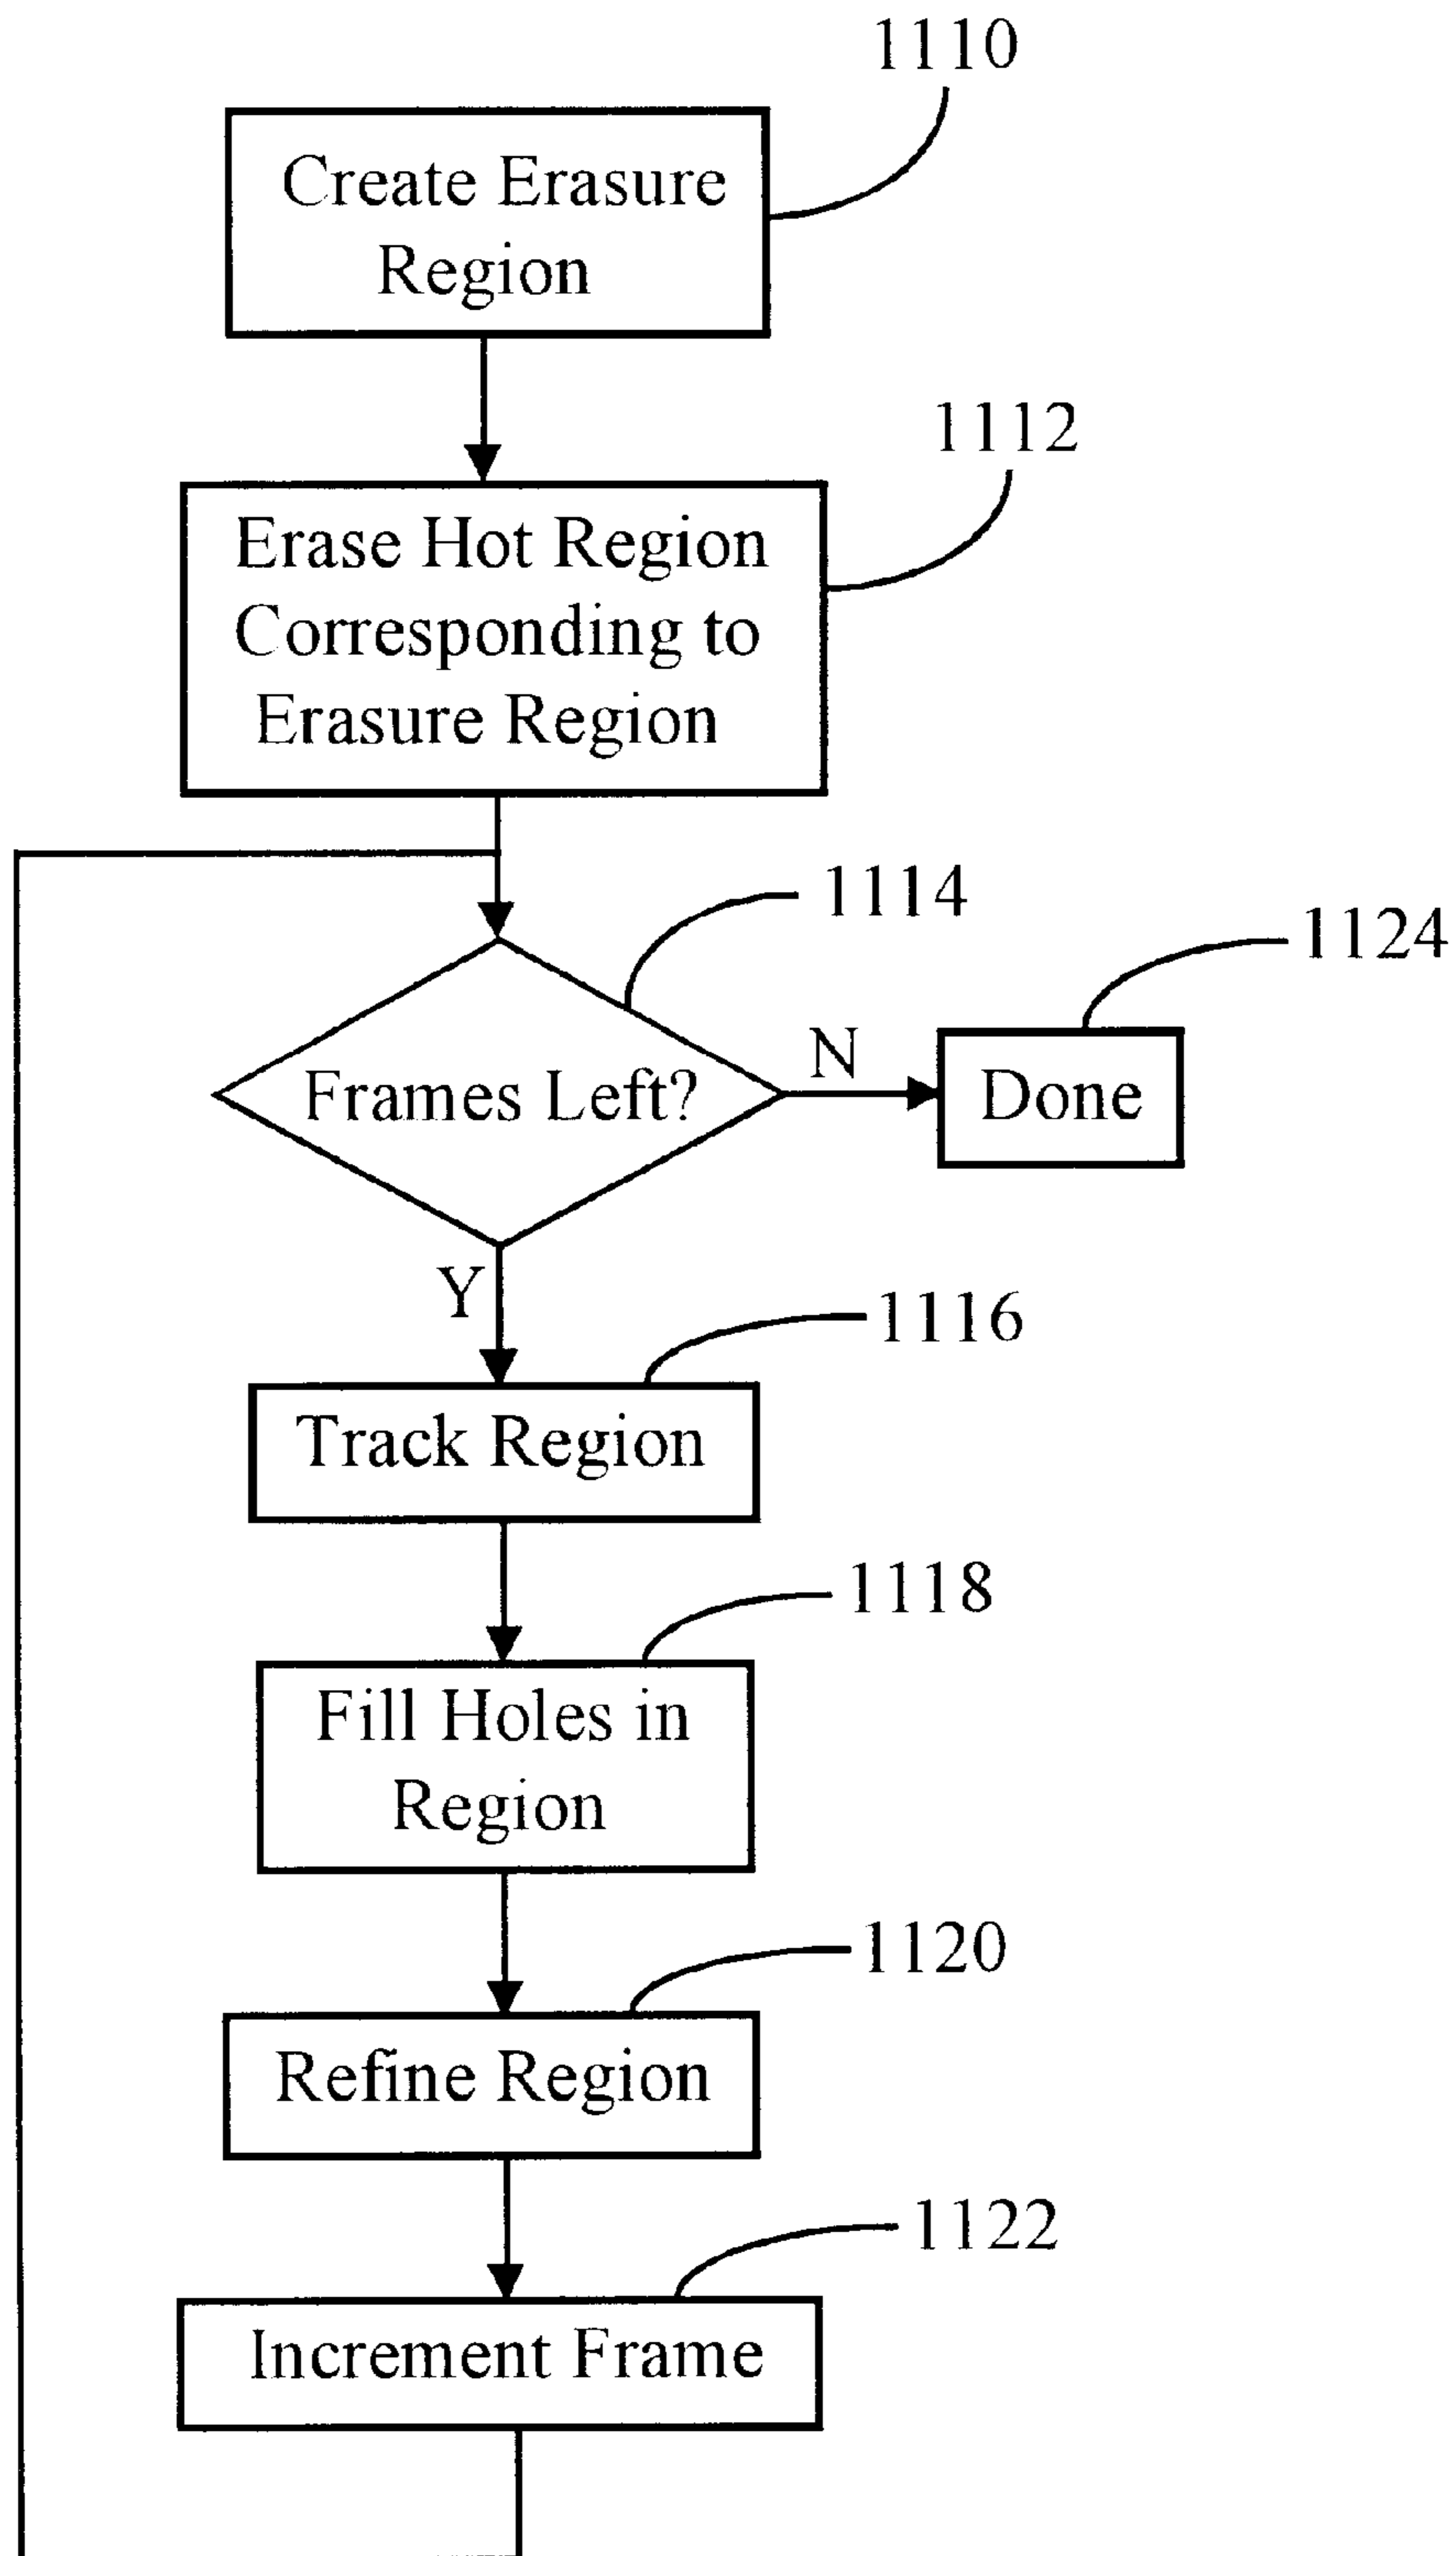 1110
Create Erasure
Region
1112
Erase Hot Region
Corresponding to
Erasure Region
1114
1124
Frames Left?
N
Done
Y
1116
Track Region
1118
Fill Holes in
Region
1120
Refine Region
1122
Increment Frame